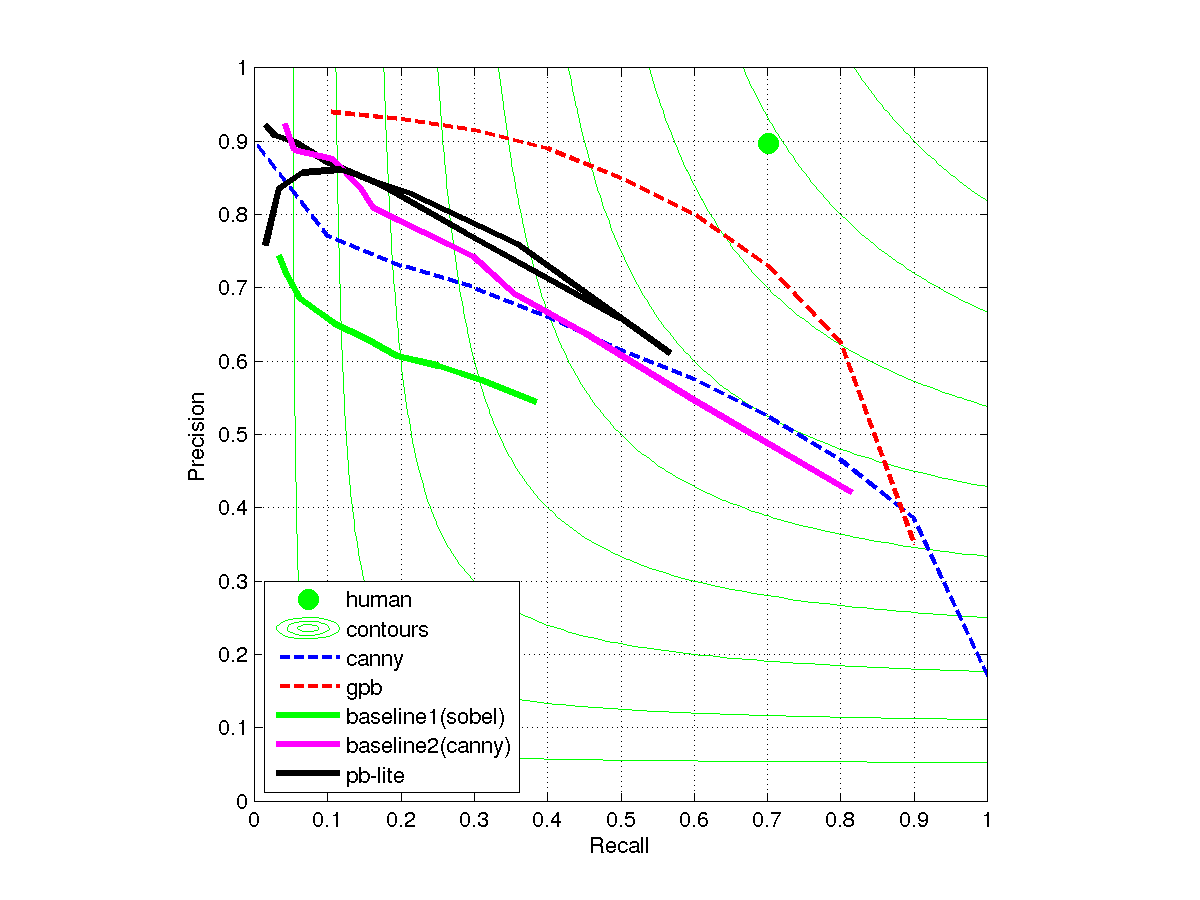 1
0.9
0.8
0.7
0.6
0.5
0.4
0.3
0.2
0.1
0
Precision
human
contours
canny
gpb
baseline1(sobel)
baseline2(canny)
pb-lite
0 0.1 0.2 0.3 0.4 0.5 0.6 0.7 0.8 0.9 1
Recall